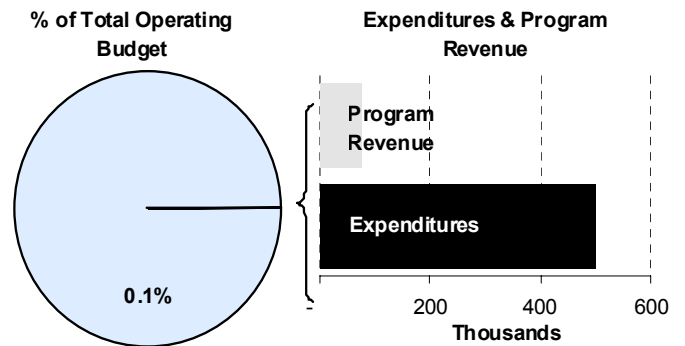 % of Total Operating
Budget
0.1%
Expenditures & Program
Revenue
Program
Revenue
Expenditures
-
200
400
600
Thousands